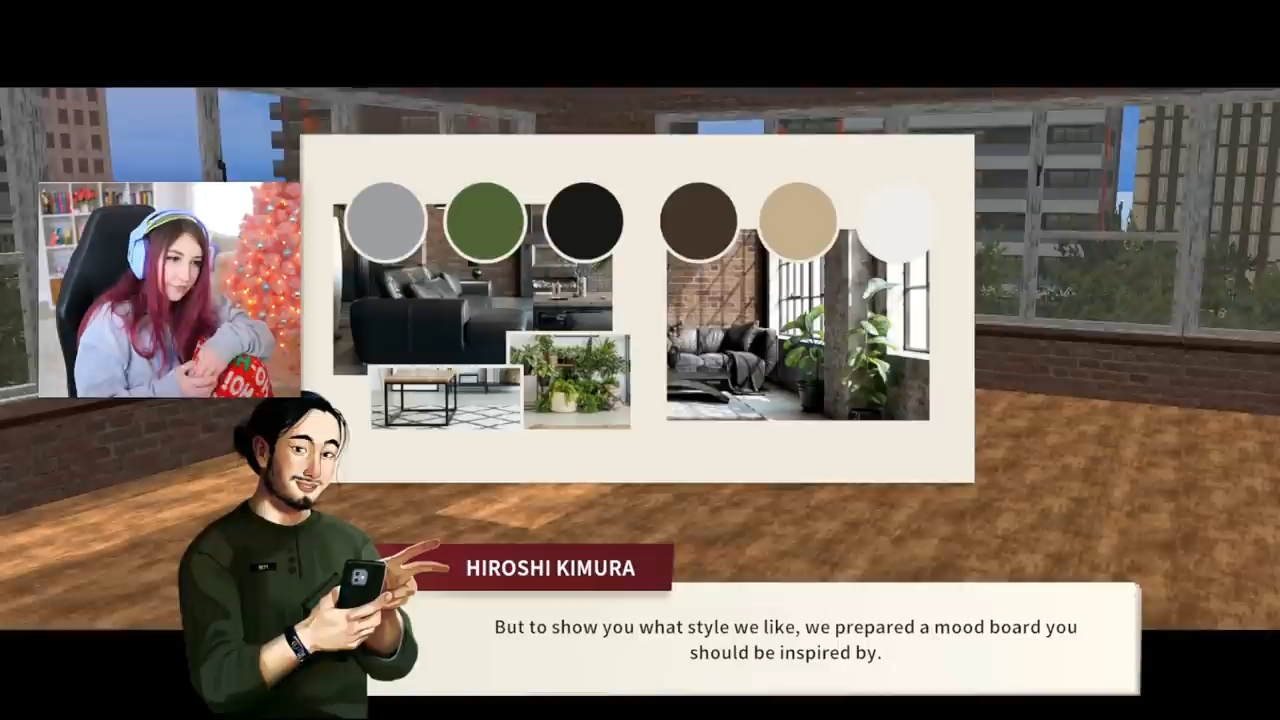 HIROSHI KIMURA
But to show you what style we like, we prepared a mood board you
should be inspired by.